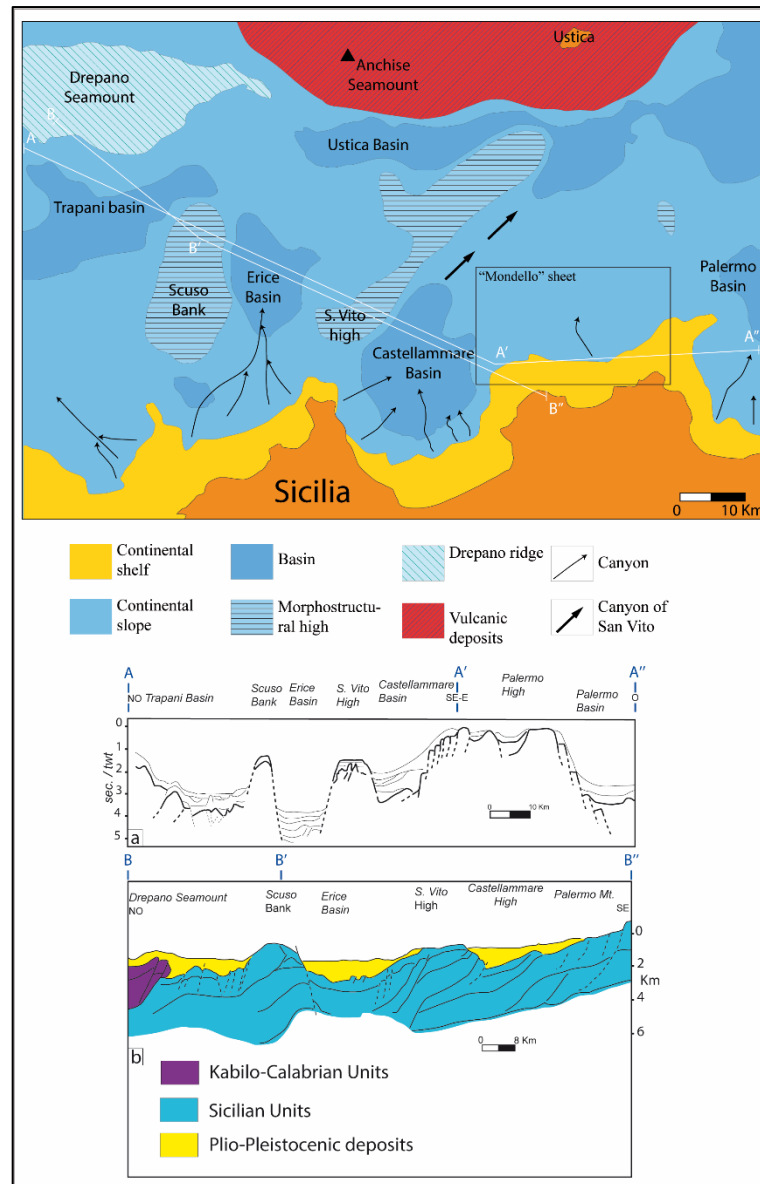 Ustica
Anchise
Seamount
Drepano
Seamount
B
A
Ustica Basin
Trapani basin
B'
Scuso
Bank
Erice
Basin
"Mondello" sheet
Palermo
Basin
S. Vito
high
Castellammare
Basin
A'
A"
B"
Sicilia
0 10 Km
Continental
shelf
Basin
Drepano ridge
Canyon
Continental
slope
Morphostructu-
ral high
Vulcanic
deposits
Canyon of
San Vito
A A' A"
NO Trapani Basin
Scuso
Bank
Erice
Basin
S. Vito
High
Castellammare
Basin
SE-E
Palermo
High
Palermo
Basin
O
0
1
2
3
4
5
sec. / twt
0 10 Km
a
B B' B"
Drepano Seamount
NO
Scuso
Bank
Erice
Basin
S. Vito
High
Castellammare
High
Palermo Mt.
SE
0
2
Km
4
6
0 8 Km
b
Kabilo-Calabrian Units
Sicilian Units
Plio-Pleistocenic deposits